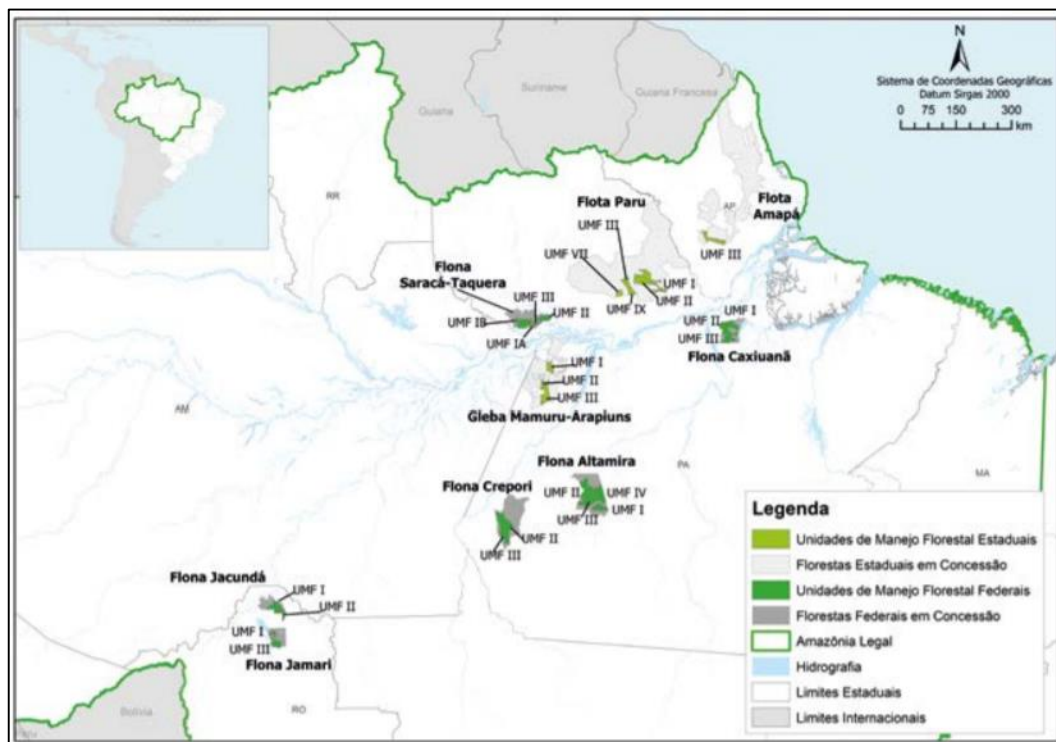 N
Sistema de Coordenadas Geográficas
Datum Sirgas 2000
0 75 150 300
km
Guiana
Suriname
Guiana Francesa
RR
AP
Flota
Amapá
UMF III
Flota Paru
UMF III
UMF VII
UMF I
UMF II
UMF IX
Flona
Saracá-Taquera
UMF III
UMF II
UMF IB
UMF IA
UMF I
UMF II
UMF III
Flona Caxiuanã
UMF I
UMF II
UMF III
Gleba Mamuru-Arapiuns
AM
PA
MA
Flona Altamira
UMF II
UMF IV
UMF I
UMF III
Flona Crepori
UMF II
UMF III
Flona Jacundá
UMF I
UMF II
UMF I
UMF III
Flona Jamari
RO
Bolívia
Legenda
Unidades de Manejo Florestal Estaduais
Florestas Estaduais em Concessão
Unidades de Manejo Florestal Federais
Florestas Federais em Concessão
Amazônia Legal
Hidrografia
Limites Estaduais
Limites Internacionais